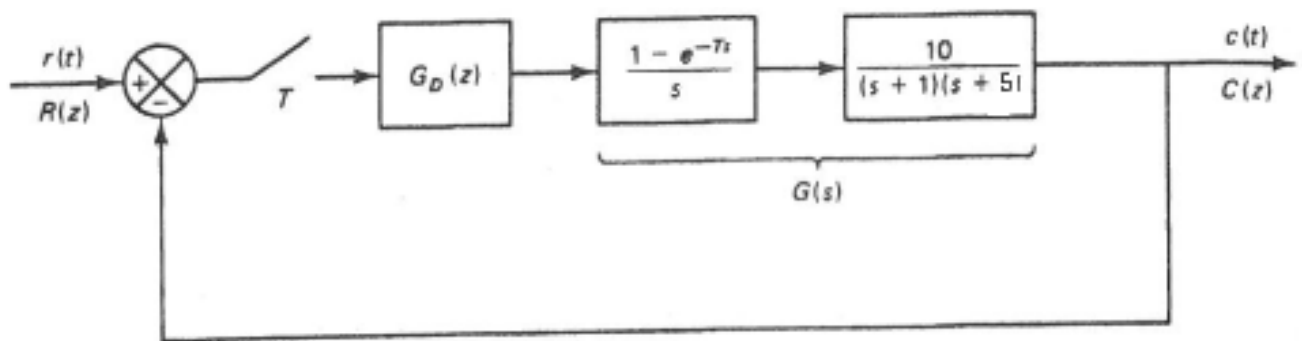 r(t)
R(z)
+
−
T
G_D(z)
1 − e^{−Ts}
s
10
(s + 1)(s + 5|
G(s)
c(t)
C(z)